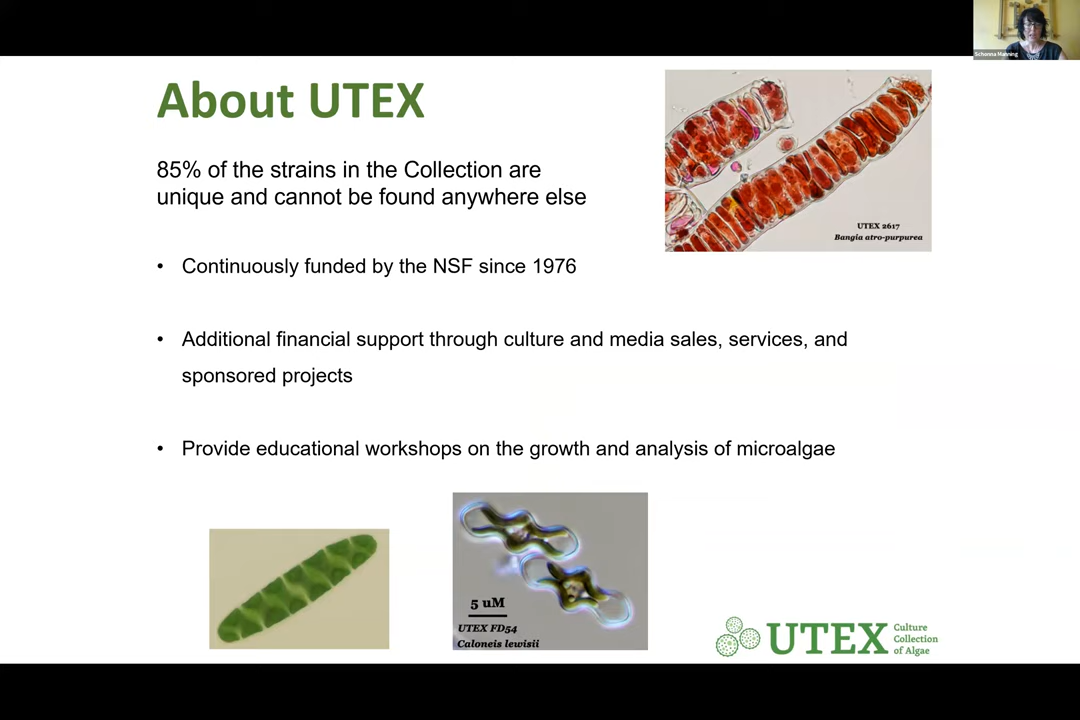 Schonna Manning
About UTEX
85% of the strains in the Collection are
unique and cannot be found anywhere else
UTEX 2617
Bangia atro-purpurea
• Continuously funded by the NSF since 1976
• Additional financial support through culture and media sales, services, and
sponsored projects
• Provide educational workshops on the growth and analysis of microalgae
5 uM
UTEX FD54
Caloneis lewisii
UTEX
Culture
Collection
of Algae